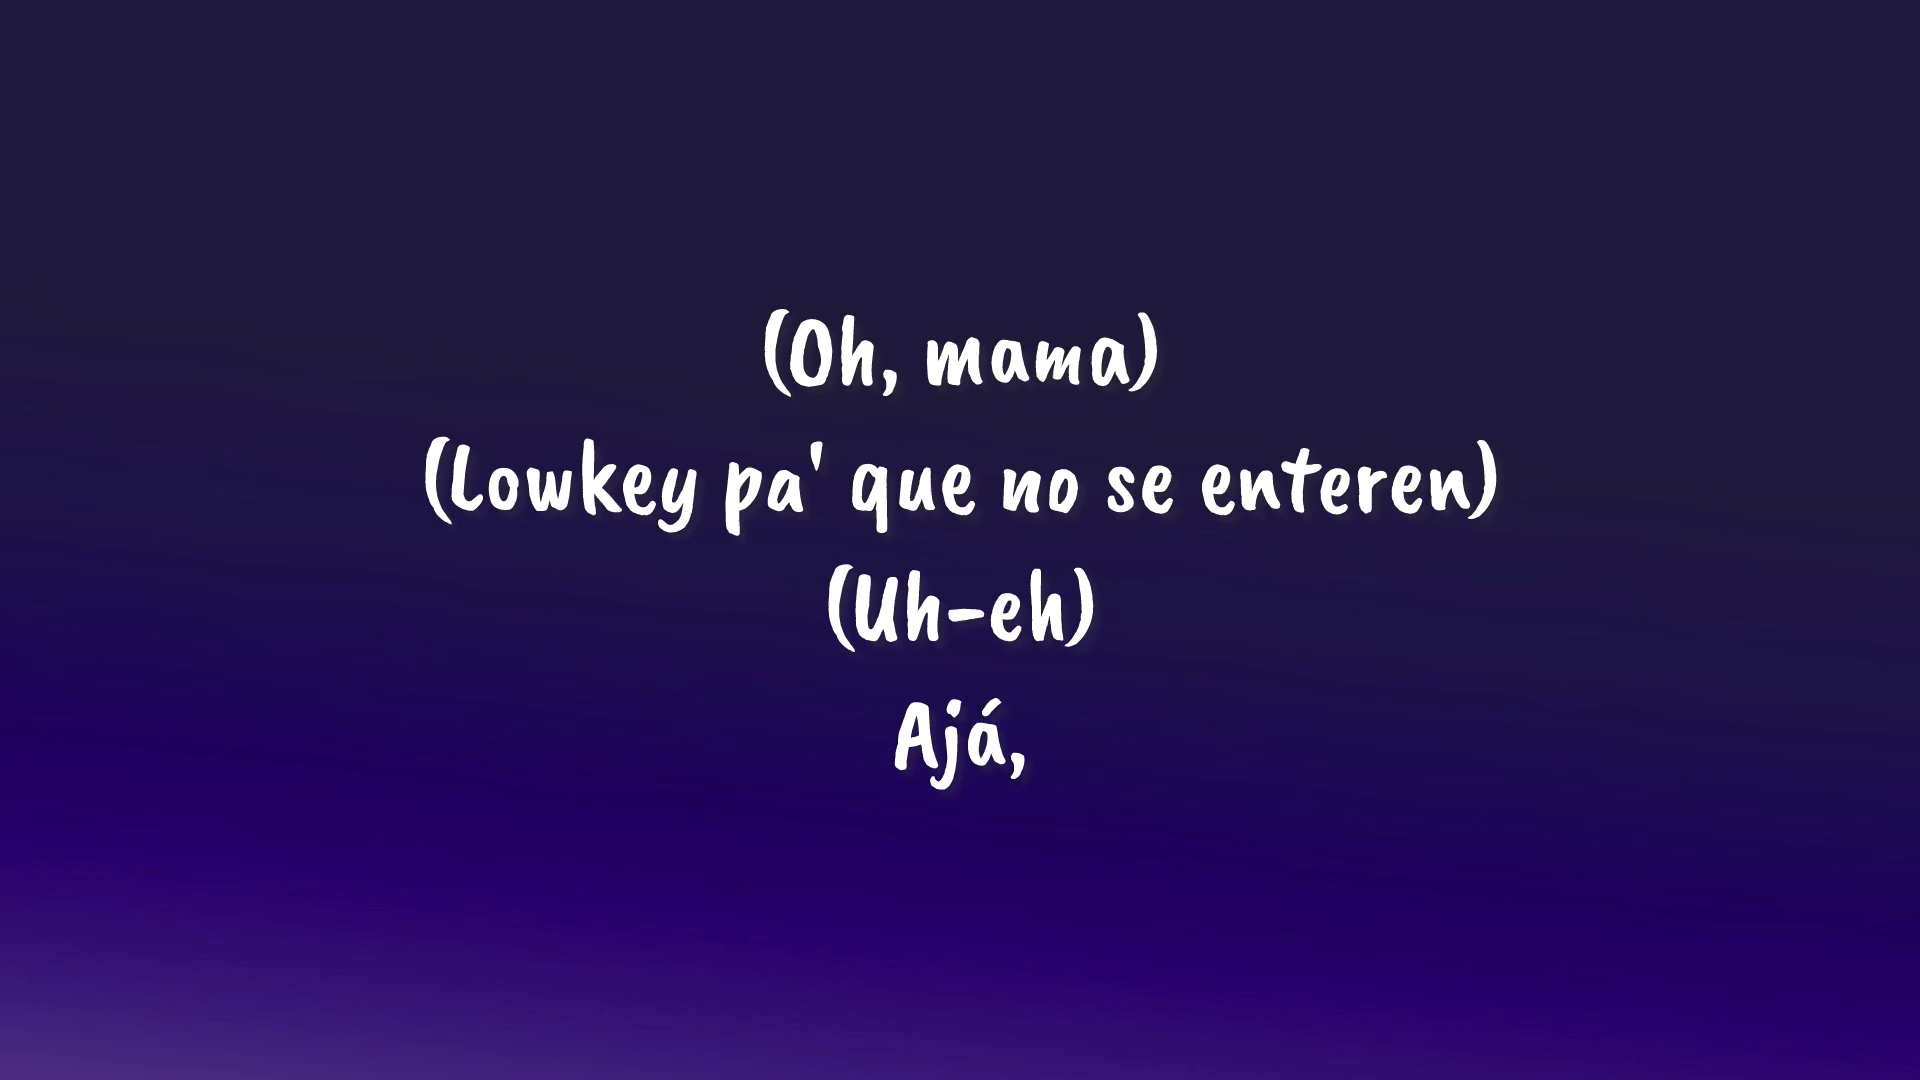 (Oh, mama)
(Lowkey pa' que no se enteren)
(Uh-eh)
Ajá,